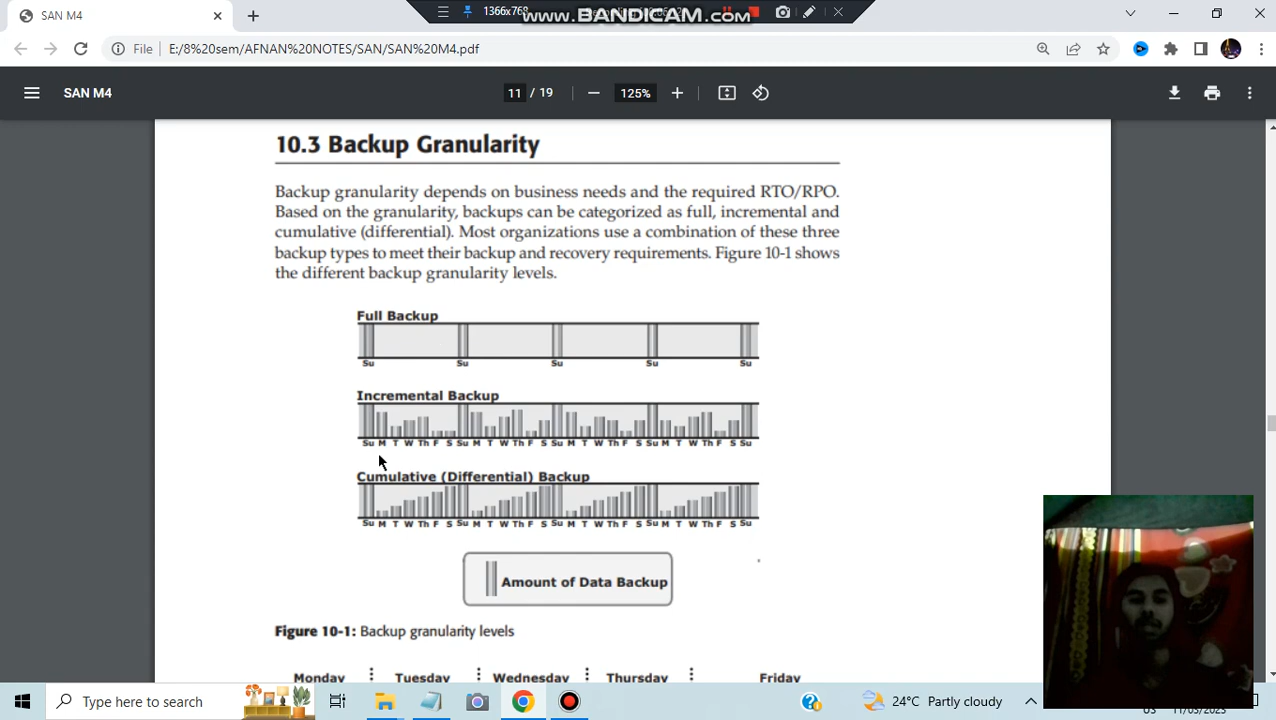 SAN M4
1366x768
www.BANDICAM.com
File E:/8%20sem/AFNAN%20NOTES/SAN/SAN%20M4.pdf
SAN M4
11 / 19
125%
10.3 Backup Granularity
Backup granularity depends on business needs and the required RTO/RPO.
Based on the granularity, backups can be categorized as full, incremental and
cumulative (differential). Most organizations use a combination of these three
backup types to meet their backup and recovery requirements. Figure 10-1 shows
the different backup granularity levels.
Full Backup
Su Su Su Su Su
Incremental Backup
Su M T W Th F S Su M T W Th F S Su M T W Th F S Su M T W Th F S Su
Cumulative (Differential) Backup
Su M T W Th F S Su M T W Th F S Su M T W Th F S Su M T W Th F S Su
Amount of Data Backup
Figure 10-1: Backup granularity levels
Monday Tuesday Wednesday Thursday Friday
Type here to search
24°C Partly cloudy
US
11/05/2023